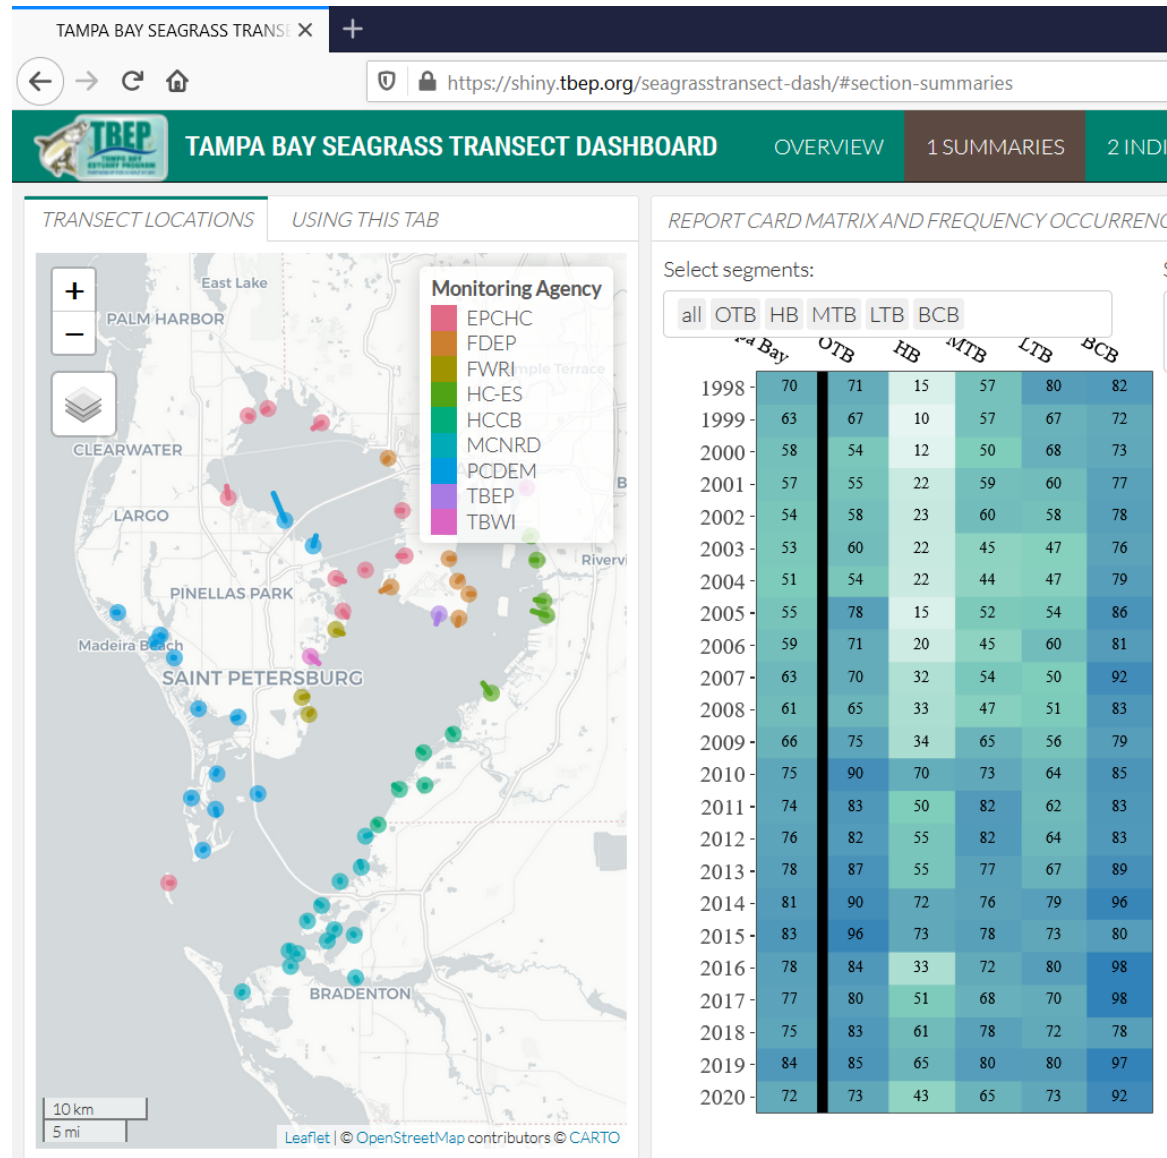 TAMPA BAY SEAGRASS TRANSE
https://shiny.tbep.org/seagrasstransect-dash/#section-summaries
TBEP
TAMPA BAY
ESTUARY PROGRAM
TAMPA BAY SEAGRASS TRANSECT DASHBOARD
OVERVIEW
1 SUMMARIES
2 INDI
TRANSECT LOCATIONS
USING THIS TAB
+
−
East Lake
PALM HARBOR
CLEARWATER
LARGO
PINELLAS PARK
Madeira Beach
SAINT PETERSBURG
Rivervi
BRADENTON
mple Terrace
B
Monitoring Agency
EPCHC
FDEP
FWRI
HC-ES
HCCB
MCNRD
PCDEM
TBEP
TBWI
10 km
5 mi
Leaflet | © OpenStreetMap contributors © CARTO
REPORT CARD MATRIX AND FREQUENCY OCCURRENC
Select segments:
all OTB HB MTB LTB BCB
pa Bay OTB HB MTB LTB BCB
1998 70 71 15 57 80 82
1999 63 67 10 57 67 72
2000 58 54 12 50 68 73
2001 57 55 22 59 60 77
2002 54 58 23 60 58 78
2003 53 60 22 45 47 76
2004 51 54 22 44 47 79
2005 55 78 15 52 54 86
2006 59 71 20 45 60 81
2007 63 70 32 54 50 92
2008 61 65 33 47 51 83
2009 66 75 34 65 56 79
2010 75 90 70 73 64 85
2011 74 83 50 82 62 83
2012 76 82 55 82 64 83
2013 78 87 55 77 67 89
2014 81 90 72 76 79 96
2015 83 96 73 78 73 80
2016 78 84 33 72 80 98
2017 77 80 51 68 70 98
2018 75 83 61 78 72 78
2019 84 85 65 80 80 97
2020 72 73 43 65 73 92